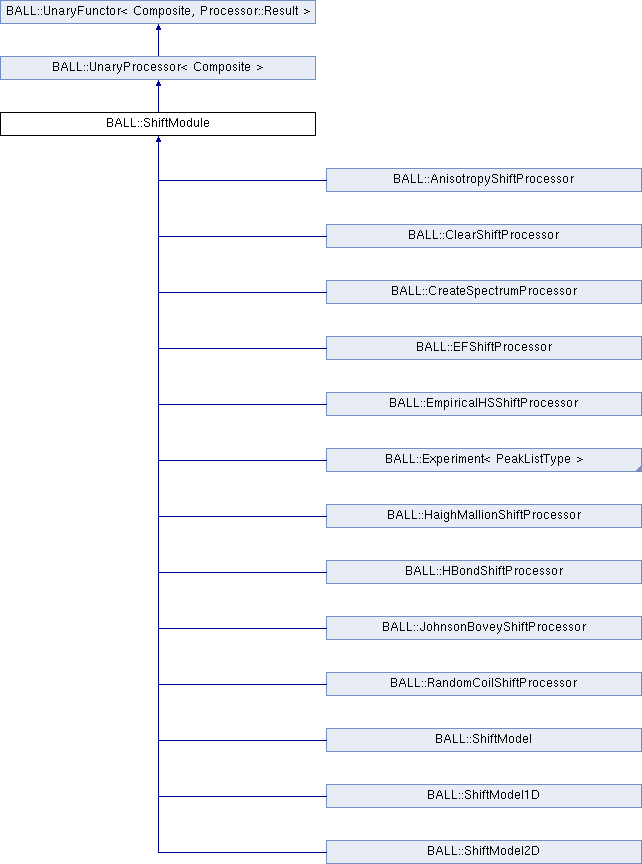 BALL::UnaryFunctor< Composite, Processor::Result >
BALL::UnaryProcessor< Composite >
BALL::ShiftModule
BALL::AnisotropyShiftProcessor
BALL::ClearShiftProcessor
BALL::CreateSpectrumProcessor
BALL::EFShiftProcessor
BALL::EmpiricalHSShiftProcessor
BALL::Experiment< PeakListType >
BALL::HaighMallionShiftProcessor
BALL::HBondShiftProcessor
BALL::JohnsonBoveyShiftProcessor
BALL::RandomCoilShiftProcessor
BALL::ShiftModel
BALL::ShiftModel1D
BALL::ShiftModel2D